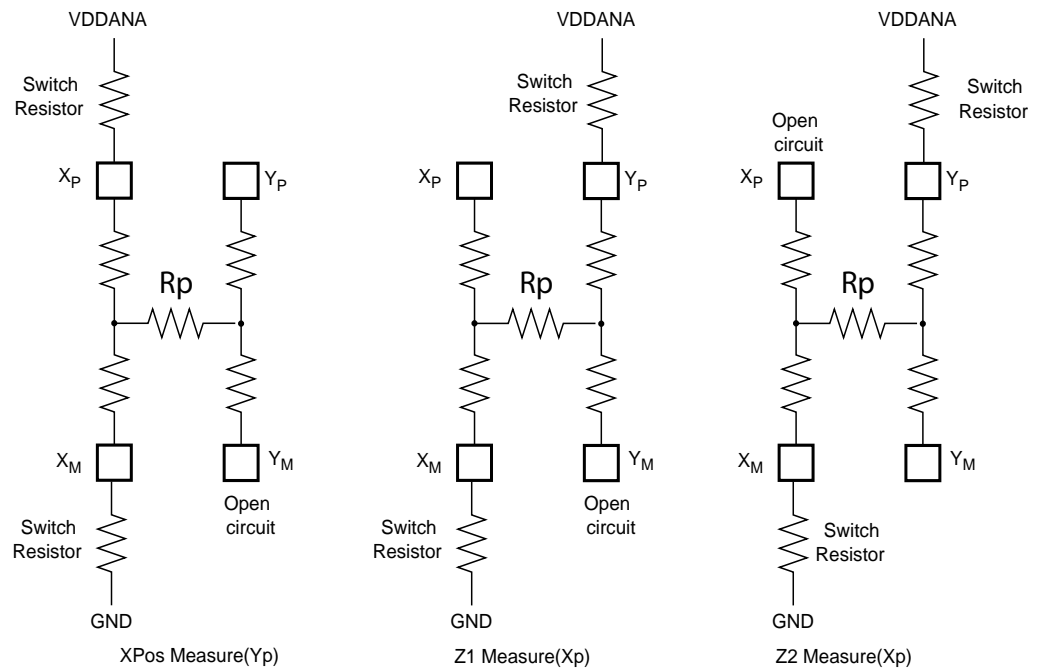 VDDANA
VDDANA
VDDANA
Switch
Resistor
Switch
Resistor
Switch
Resistor
Open
circuit
XP
YP
XP
YP
XP
YP
Rp
Rp
Rp
XM
YM
XM
YM
XM
YM
Open
circuit
Open
circuit
Switch
Resistor
Switch
Resistor
Switch
Resistor
GND
GND
GND
XPos Measure(Yp)
Z1 Measure(Xp)
Z2 Measure(Xp)